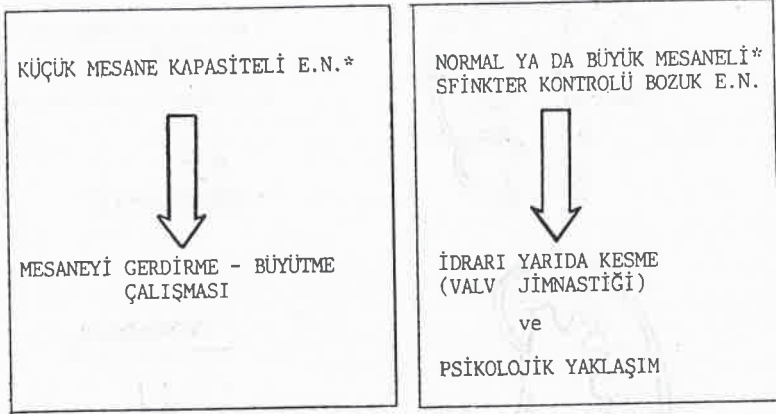 KÜÇÜK MESANE KAPASİTELİ E.N.*
MESANEYİ GERDİRME - BÜYÜTME
ÇALIŞMASI
NORMAL YA DA BÜYÜK MESANELİ*
SFİNKTER KONTROLÜ BOZUK E.N.
İDRARI YARIDA KESME
(VALV JİMNASTİĞİ)
ve
PSİKOLOJİK YAKLAŞIM